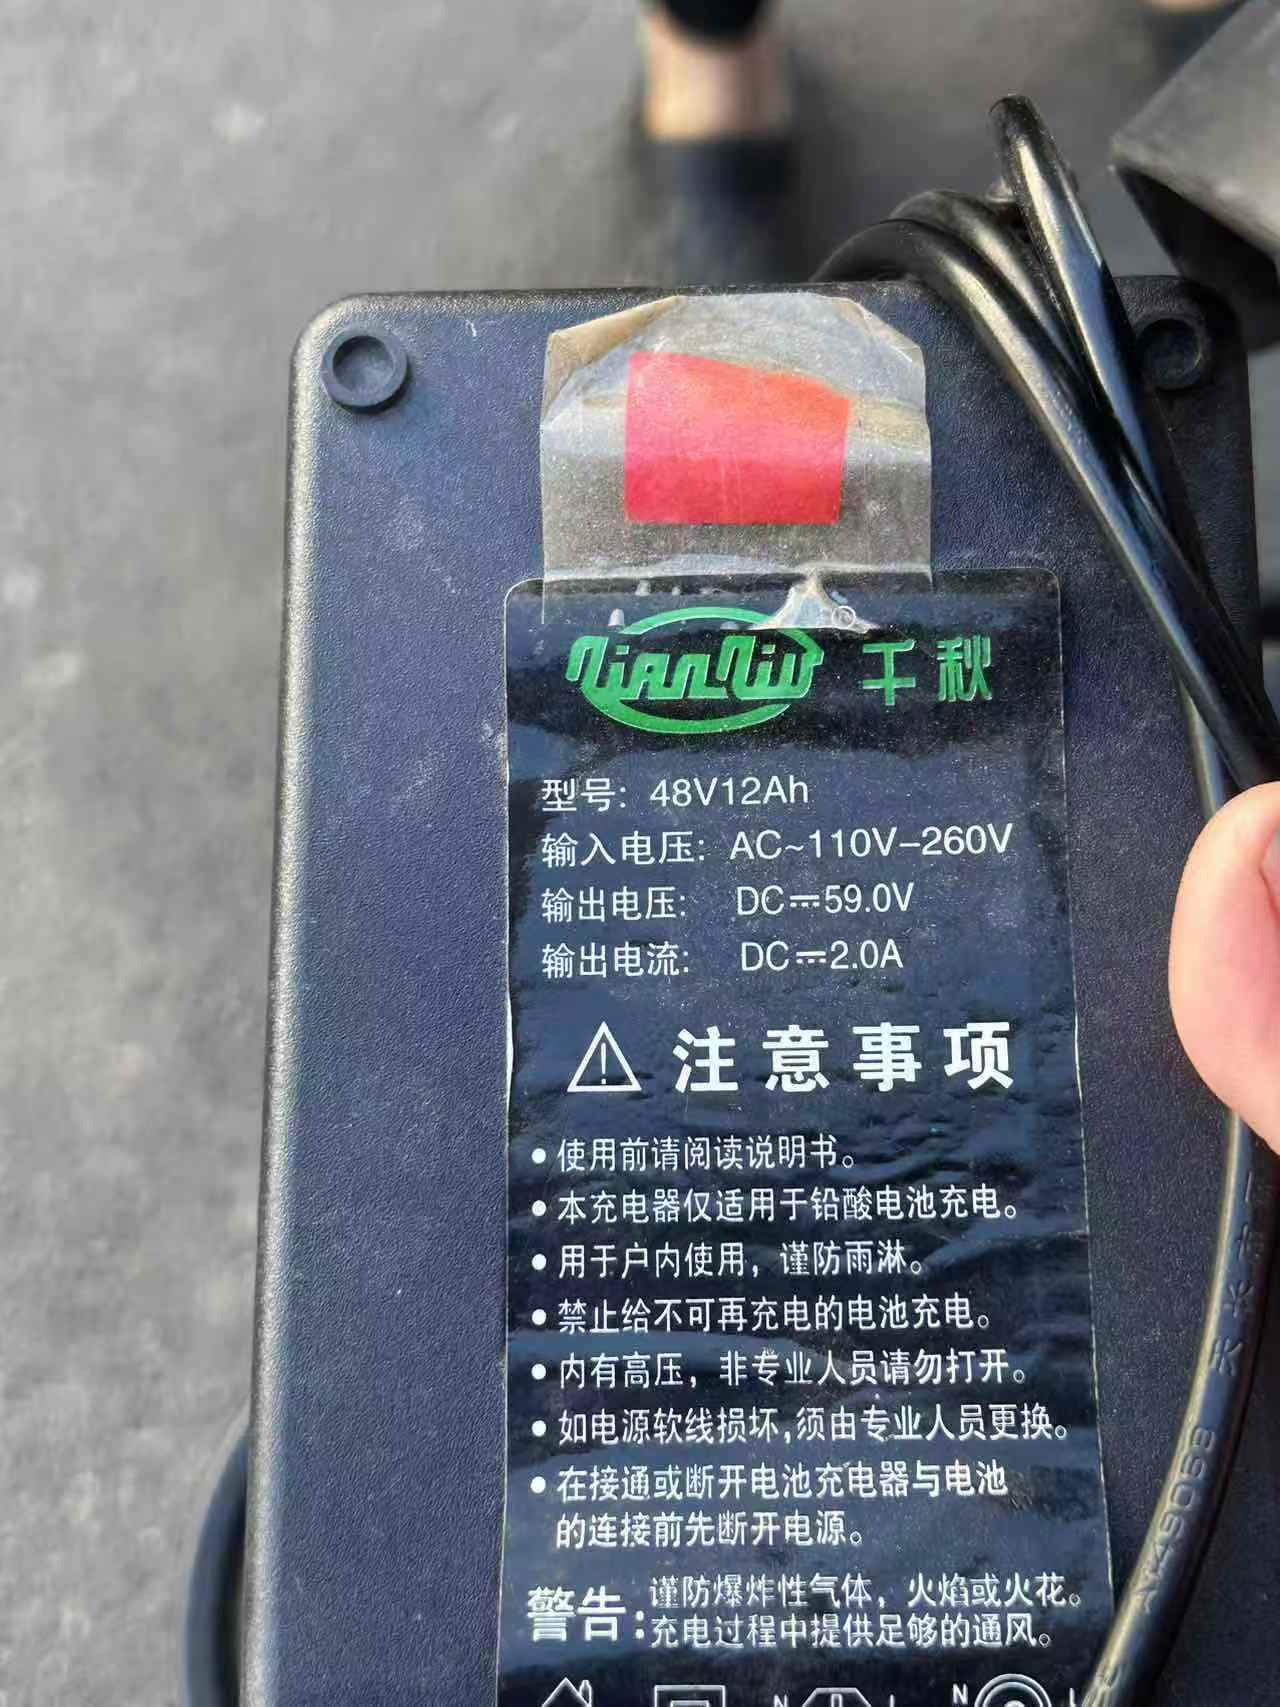 QianQiu® 千秋
型号: 48V12Ah
输入电压: AC~110V-260V
输出电压: DC⎓59.0V
输出电流: DC⎓2.0A
⚠ 注意事项
• 使用前请阅读说明书。
• 本充电器仅适用于铅酸电池充电。
• 用于户内使用，谨防雨淋。
• 禁止给不可再充电的电池充电。
• 内有高压，非专业人员请勿打开。
• 如电源软线损坏,须由专业人员更换。
• 在接通或断开电池充电器与电池
的连接前先断开电源。
警告: 谨防爆炸性气体，火焰或火花。
充电过程中提供足够的通风。
N L N L